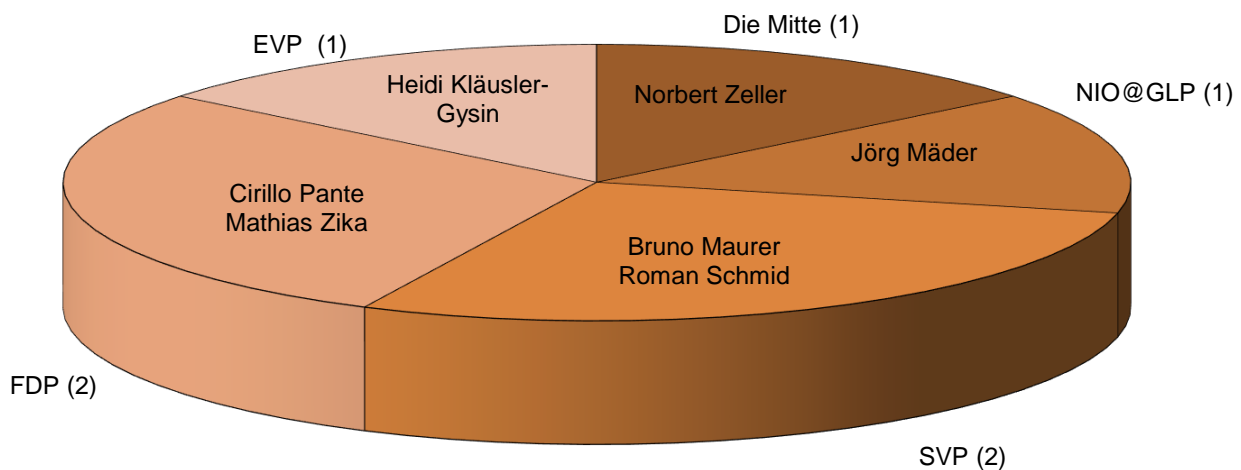 Die Mitte (1)
EVP (1)
Heidi Kläusler-
Gysin
Norbert Zeller
NIO@GLP (1)
Jörg Mäder
Cirillo Pante
Mathias Zika
Bruno Maurer
Roman Schmid
FDP (2)
SVP (2)